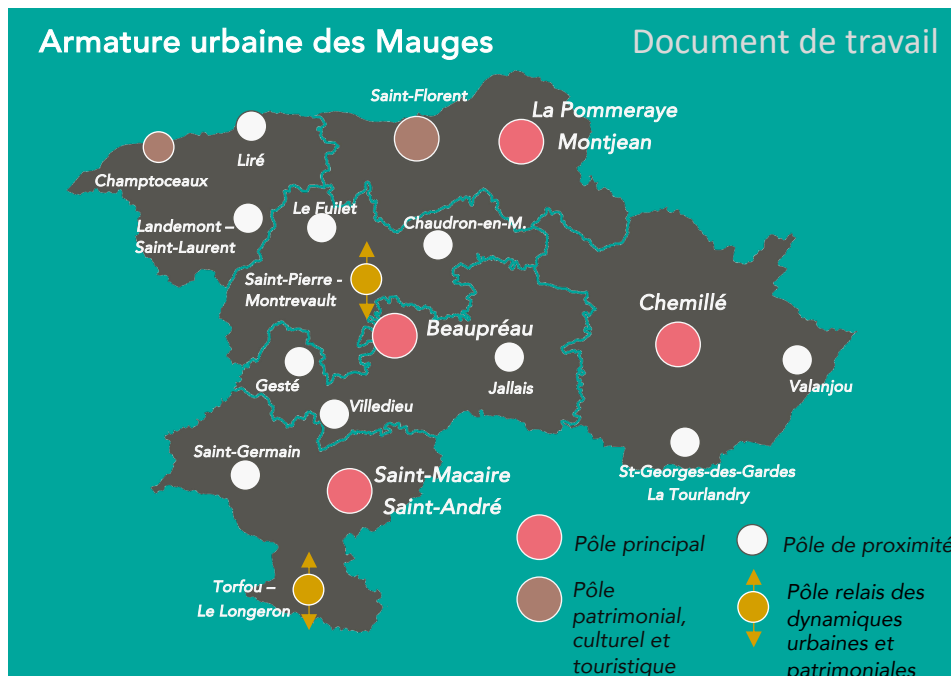 Armature urbaine des Mauges
Document de travail
Saint-Florent
La Pommeraye
Montjean
Liré
Champtoceaux
Le Fuilet
Landemont –
Saint-Laurent
Chaudron-en-M.
Saint-Pierre -
Montrevault
Chemillé
Beaupréau
Gesté
Jallais
Valanjou
Villedieu
Saint-Germain
Saint-Macaire
Saint-André
St-Georges-des-Gardes
La Tourlandry
Torfou –
Le Longeron
Pôle principal
Pôle de proximité
Pôle
patrimonial,
culturel et
touristique
Pôle relais des
dynamiques
urbaines et
patrimoniales